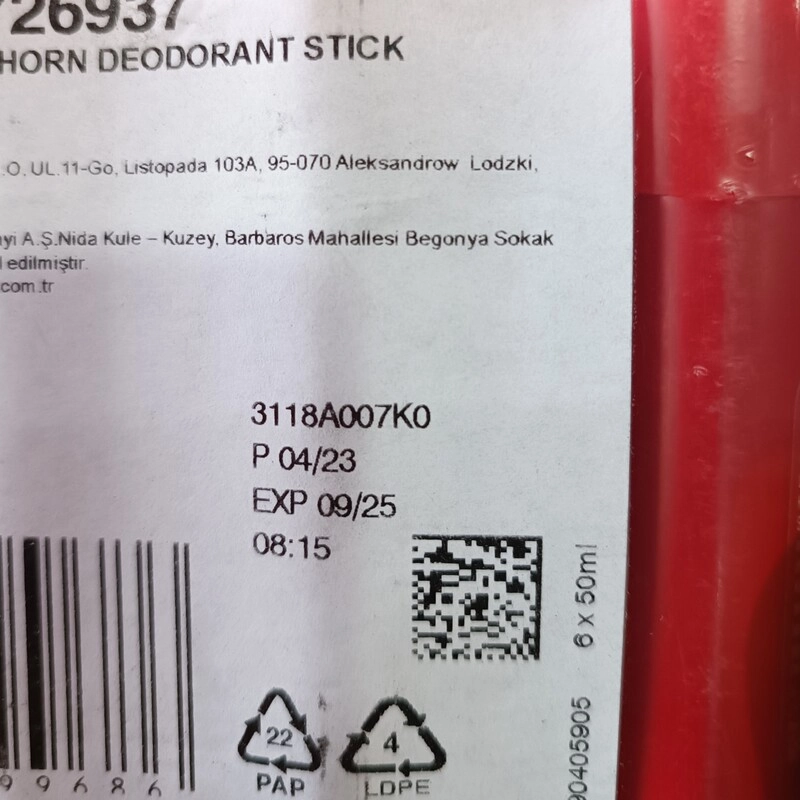 726937
HORN DEODORANT STICK
.O. UL.11-Go, Listopada 103A, 95-070 Aleksandrow Lodzki,
ayi A.Ş.Nida Kule – Kuzey, Barbaros Mahallesi Begonya Sokak
l edilmiştir.
com.tr
3118A007K0
P 04/23
EXP 09/25
08:15
6 x 50ml
90405905
22
PAP
4
LDPE
99686